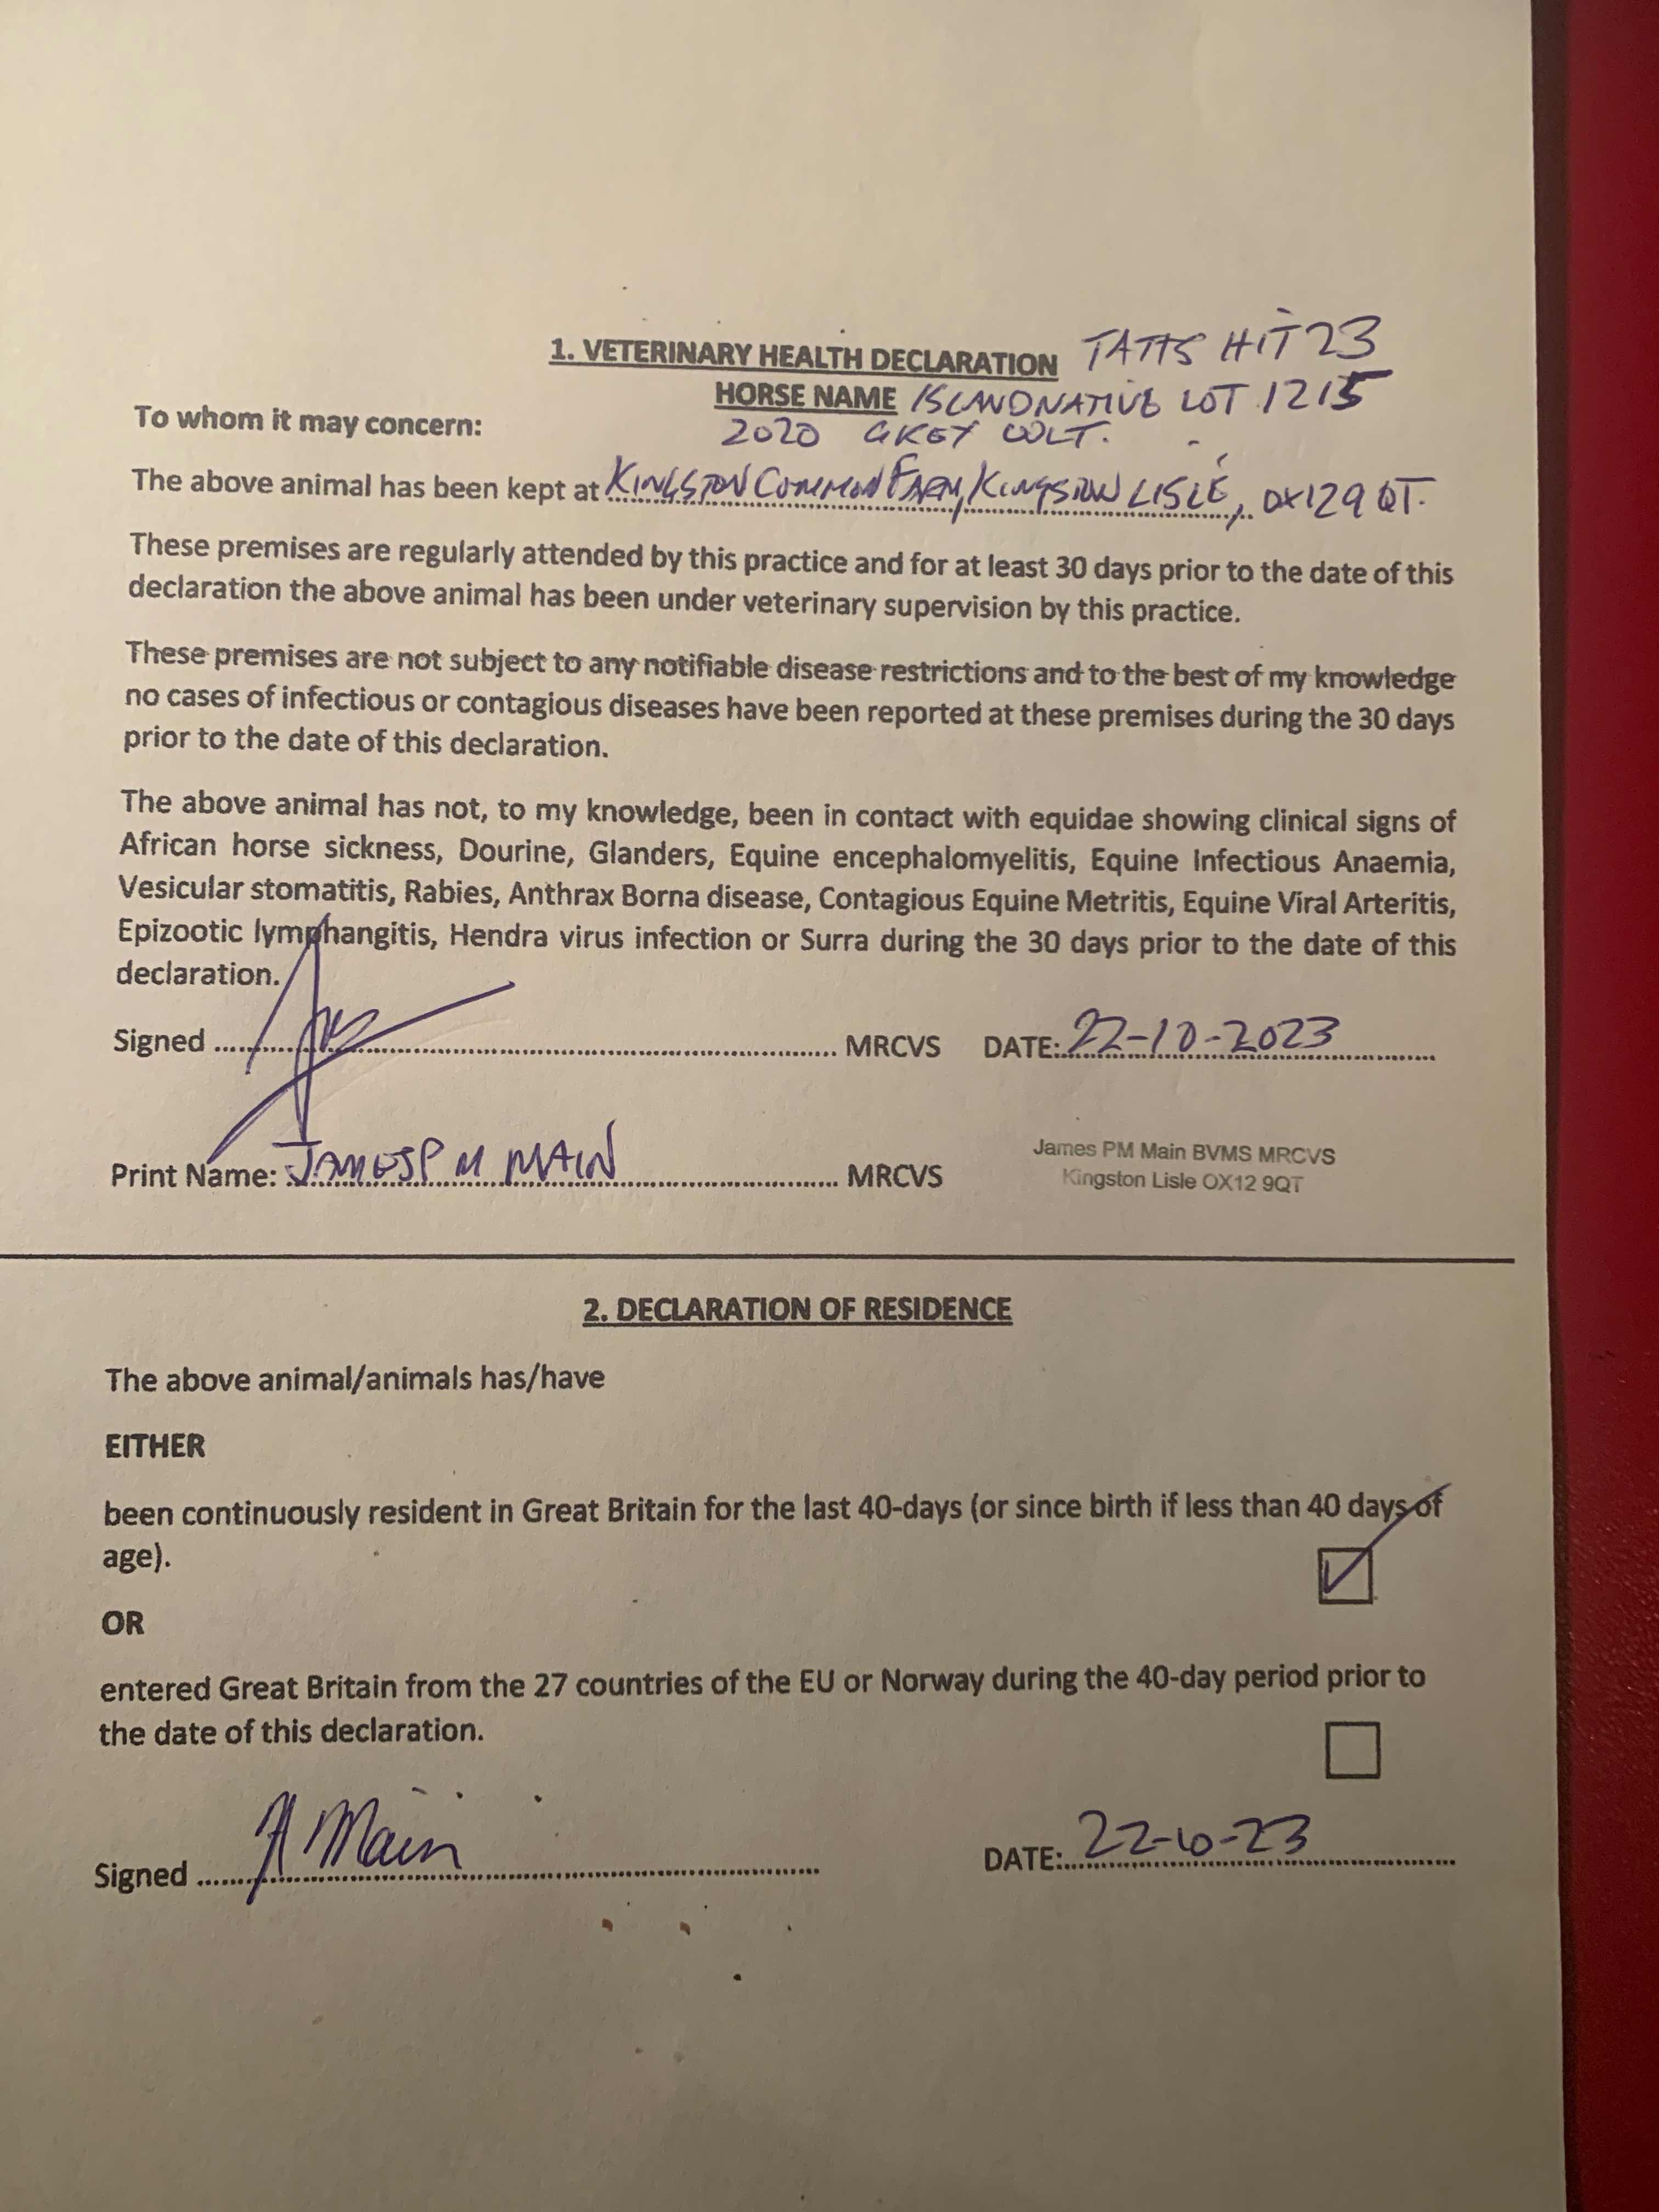 1. VETERINARY HEALTH DECLARATION TATTS HIT 23
HORSE NAME ISLANDNATIVE LOT 1215
To whom it may concern: 2020 GREY COLT.
The above animal has been kept at KINGSTON COMMON FARM, KINGSTON LISLE, OX12 9QT.
These premises are regularly attended by this practice and for at least 30 days prior to the date of this
declaration the above animal has been under veterinary supervision by this practice.
These premises are not subject to any notifiable disease restrictions and to the best of my knowledge
no cases of infectious or contagious diseases have been reported at these premises during the 30 days
prior to the date of this declaration.
The above animal has not, to my knowledge, been in contact with equidae showing clinical signs of
African horse sickness, Dourine, Glanders, Equine encephalomyelitis, Equine Infectious Anaemia,
Vesicular stomatitis, Rabies, Anthrax Borna disease, Contagious Equine Metritis, Equine Viral Arteritis,
Epizootic lymphangitis, Hendra virus infection or Surra during the 30 days prior to the date of this
declaration.
Signed MRCVS DATE: 22-10-2023
James PM Main BVMS MRCVS
Kingston Lisle OX12 9QT
Print Name: JAMES P M MAIN MRCVS
2. DECLARATION OF RESIDENCE
The above animal/animals has/have
EITHER
been continuously resident in Great Britain for the last 40-days (or since birth if less than 40 days of
age).
OR
entered Great Britain from the 27 countries of the EU or Norway during the 40-day period prior to
the date of this declaration.
Signed Main DATE: 22-10-23